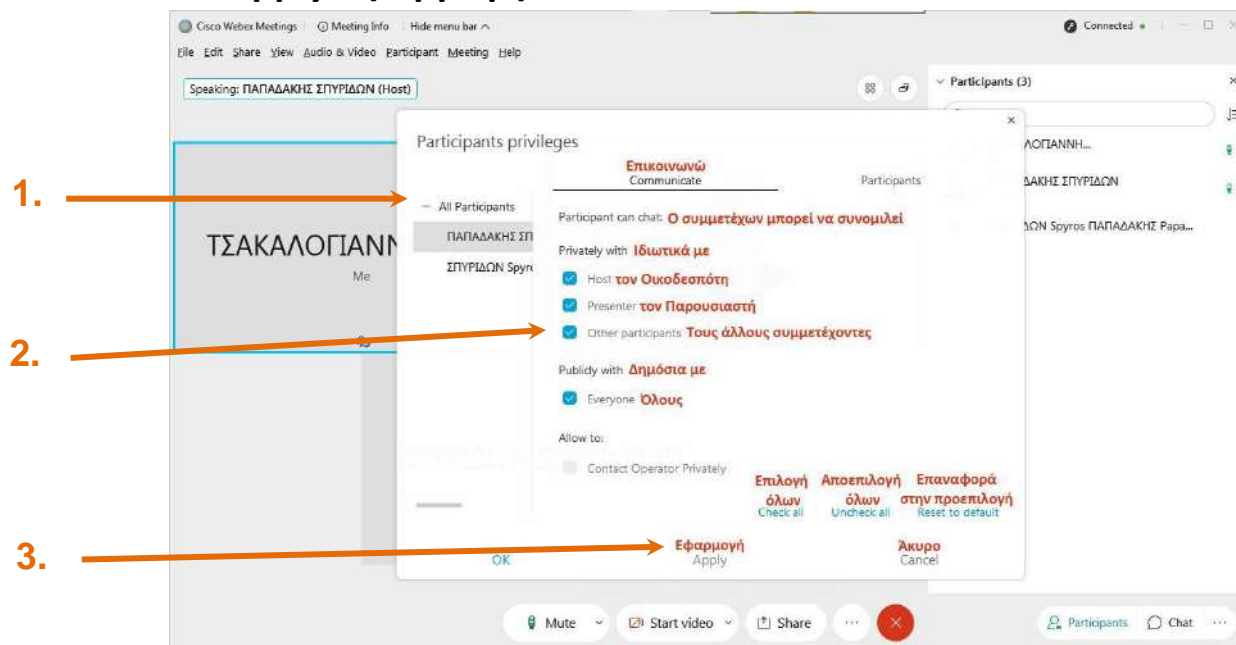 Cisco Webex Meetings Meeting Info Hide menu bar
Connected
File Edit Share View Audio & Video Participant Meeting Help
Speaking: ΠΑΠΑΔΑΚΗΣ ΣΠΥΡΙΔΩΝ (Host)
Participants (3)
ΛΟΓΙΑΝΝΗ...
ΔΑΚΗΣ ΣΠΥΡΙΔΩΝ
ΔΩΝ Spyros ΠΑΠΑΔΑΚΗΣ Papa...
ΤΣΑΚΑΛΟΓΙΑΝΝ
Me
1.
2.
3.
Participants privileges
Επικοινωνώ
Communicate Participants
All Participants
ΠΑΠΑΔΑΚΗΣ ΣΠ
ΣΠΥΡΙΔΩΝ Spyro
Participant can chat: Ο συμμετέχων μπορεί να συνομιλεί
Privately with Ιδιωτικά με
Host τον Οικοδεσπότη
Presenter τον Παρουσιαστή
Other participants Τους άλλους συμμετέχοντες
Publicly with Δημόσια με
Everyone Όλους
Allow to:
Contact Operator Privately
Επιλογή Αποεπιλογή Επαναφορά
όλων όλων στην προεπιλογή
Check all Uncheck all Reset to default
Εφαρμογή Άκυρο
OK Apply Cancel
Mute Start video Share
Participants Chat